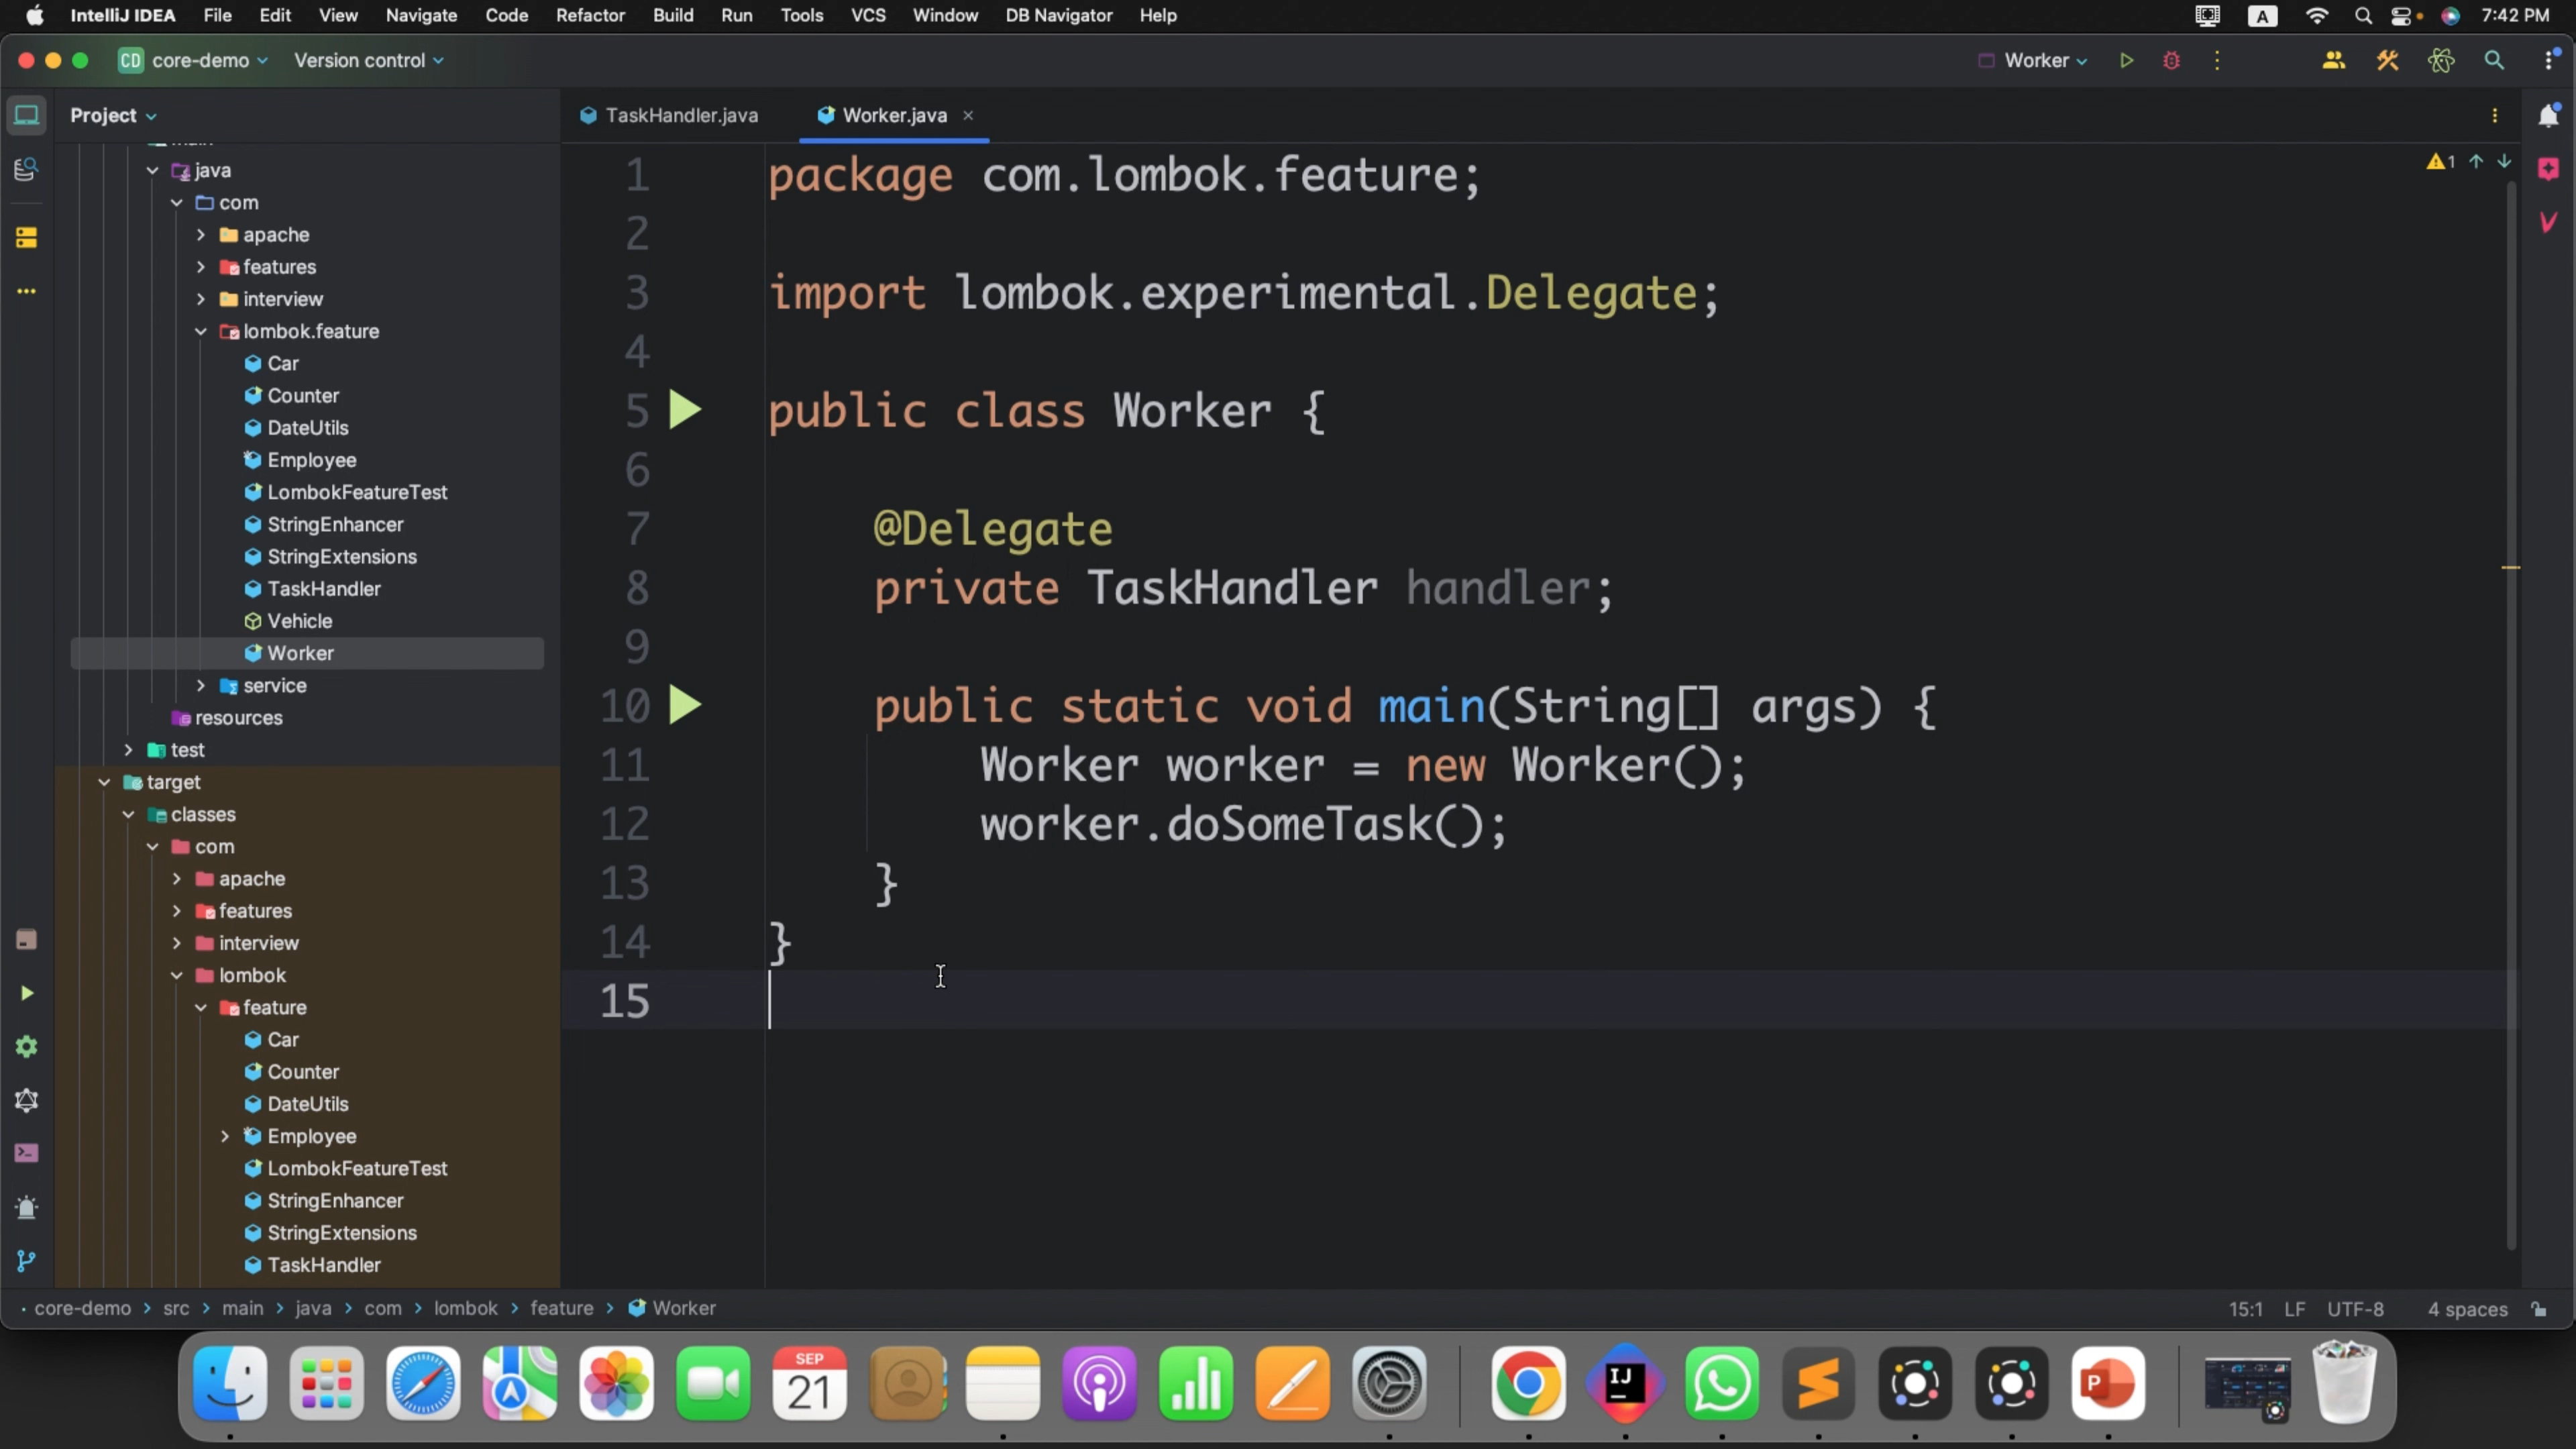 IntelliJ IDEA File Edit View Navigate Code Refactor Build Run Tools VCS Window DB Navigator Help A 7:42 PM
CD core-demo Version control Worker
Project
TaskHandler.java Worker.java
java
com
apache
features
interview
lombok.feature
Car
Counter
DateUtils
Employee
LombokFeatureTest
StringEnhancer
StringExtensions
TaskHandler
Vehicle
Worker
service
resources
test
target
classes
com
apache
features
interview
lombok
feature
Car
Counter
DateUtils
Employee
LombokFeatureTest
StringEnhancer
StringExtensions
TaskHandler
1 package com.lombok.feature;
2
3 import lombok.experimental.Delegate;
4
5 public class Worker {
6
7 @Delegate
8 private TaskHandler handler;
9
10 public static void main(String[] args) {
11 Worker worker = new Worker();
12 worker.doSomeTask();
13 }
14 }
15
1
core-demo > src > main > java > com > lombok > feature > Worker
15:1 LF UTF-8 4 spaces
SEP
21
IJ
P